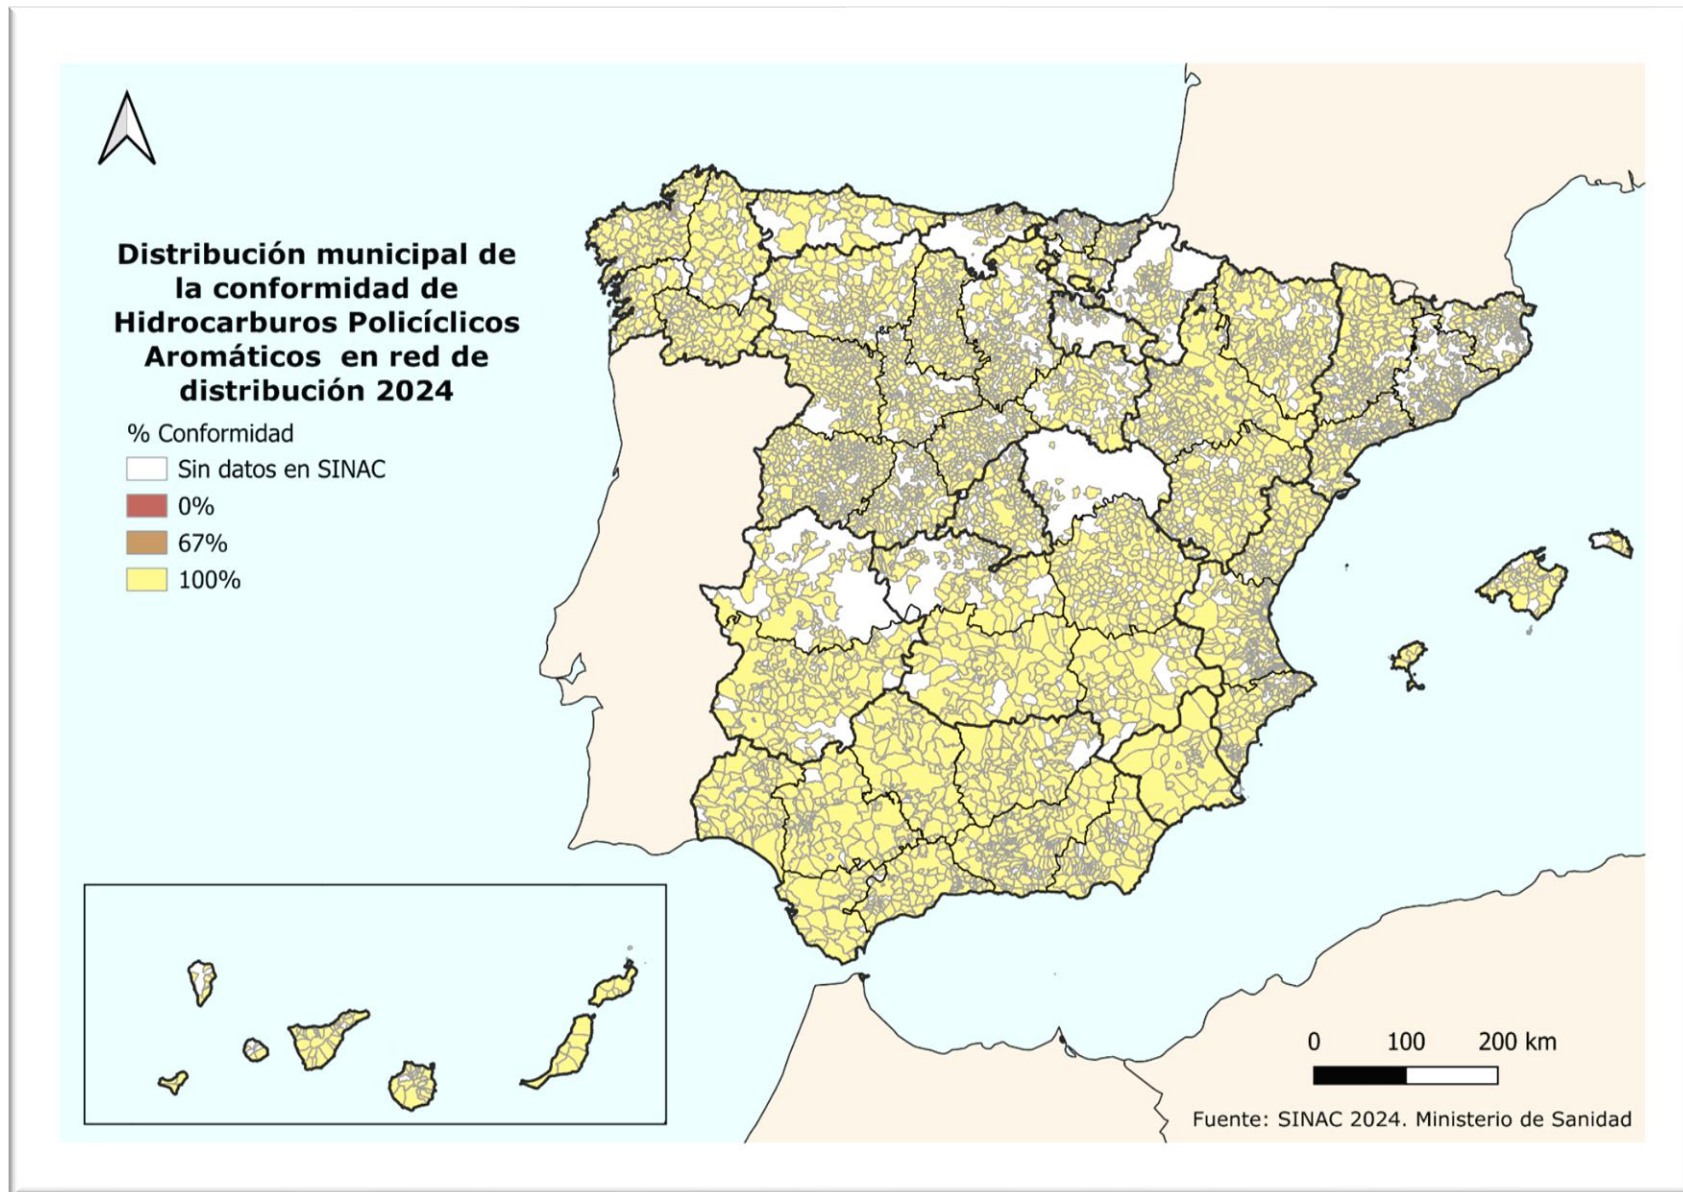 Distribución municipal de
la conformidad de
Hidrocarburos Policíclicos
Aromáticos en red de
distribución 2024
% Conformidad
Sin datos en SINAC
0%
67%
100%
0 100 200 km
Fuente: SINAC 2024. Ministerio de Sanidad